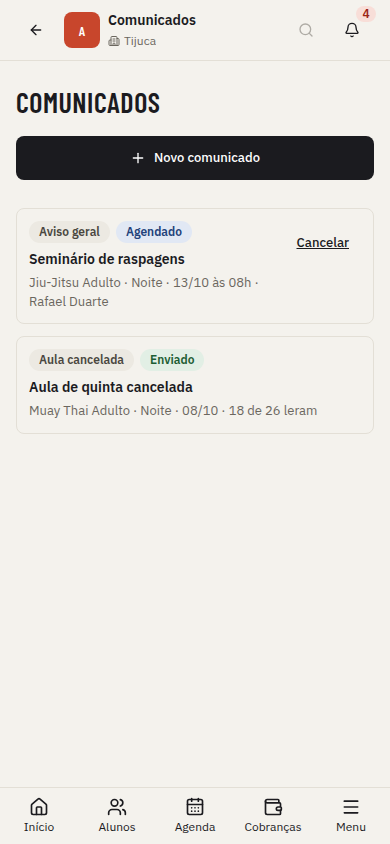 A
Comunicados
Tijuca
4
COMUNICADOS
Novo comunicado
Aviso geral
Agendado
Cancelar
Seminário de raspagens
Jiu-Jitsu Adulto · Noite · 13/10 às 08h ·
Rafael Duarte
Aula cancelada
Enviado
Aula de quinta cancelada
Muay Thai Adulto · Noite · 08/10 · 18 de 26 leram
Início
Alunos
Agenda
Cobranças
Menu